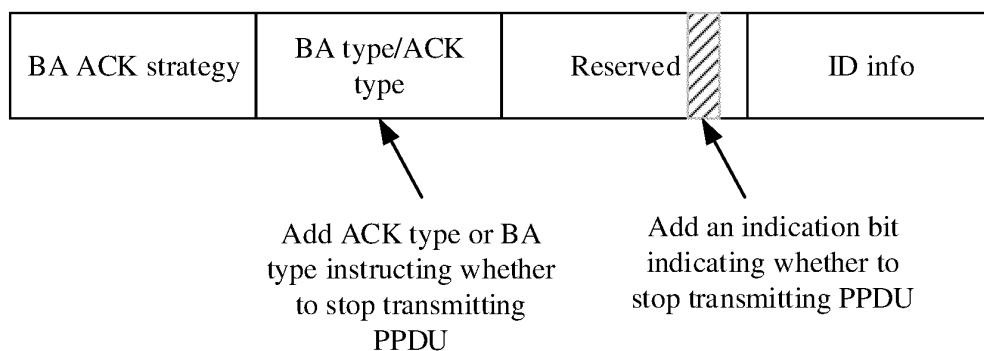 BA ACK strategy
BA type/ACK
type
Reserved
ID info
Add ACK type or BA
type instructing whether
to stop transmitting
PPDU
Add an indication bit
indicating whether to
stop transmitting PPDU